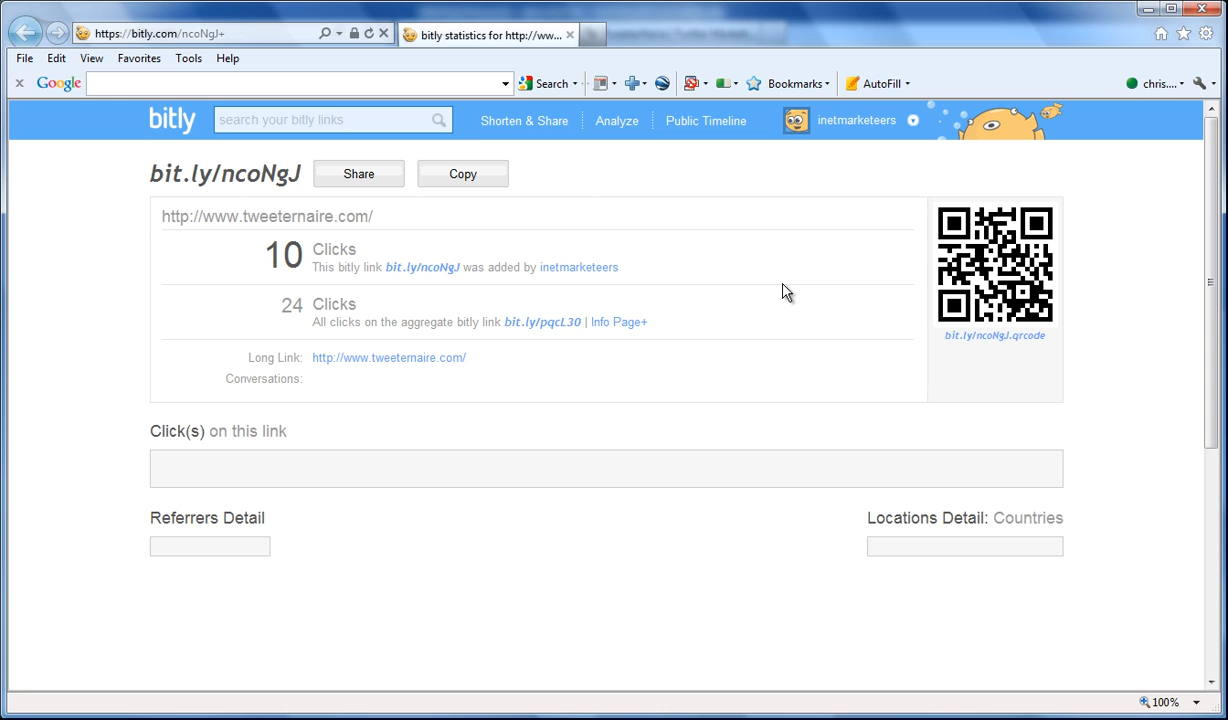 https://bitly.com/ncoNgJ+
bitly statistics for http://ww...
File Edit View Favorites Tools Help
x Google Search Bookmarks AutoFill chris....
bitly search your bitly links Shorten & Share Analyze Public Timeline inetmarketeers
bit.ly/ncoNgJ Share Copy
http://www.tweeternaire.com/
10 Clicks
This bitly link bit.ly/ncoNgJ was added by inetmarketeers
24 Clicks
All clicks on the aggregate bitly link bit.ly/pqcL30 | Info Page+
bit.ly/ncoNgJ.qrcode
Long Link: http://www.tweeternaire.com/
Conversations:
Click(s) on this link
Referrers Detail
Locations Detail: Countries
100%